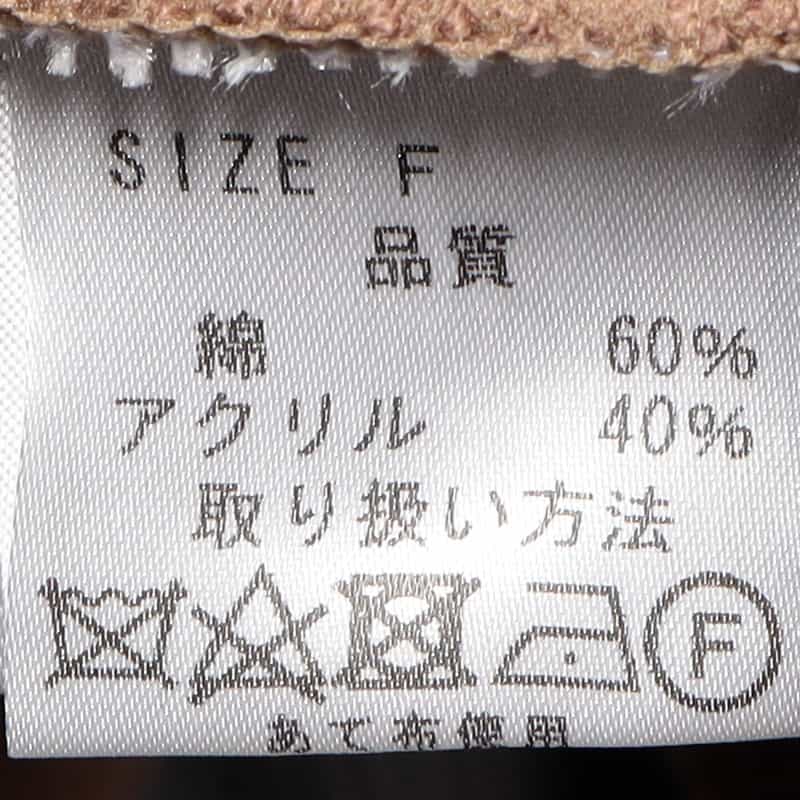 SIZE F
品質
綿 60%
アクリル 40%
取り扱い方法
F
あて布使用